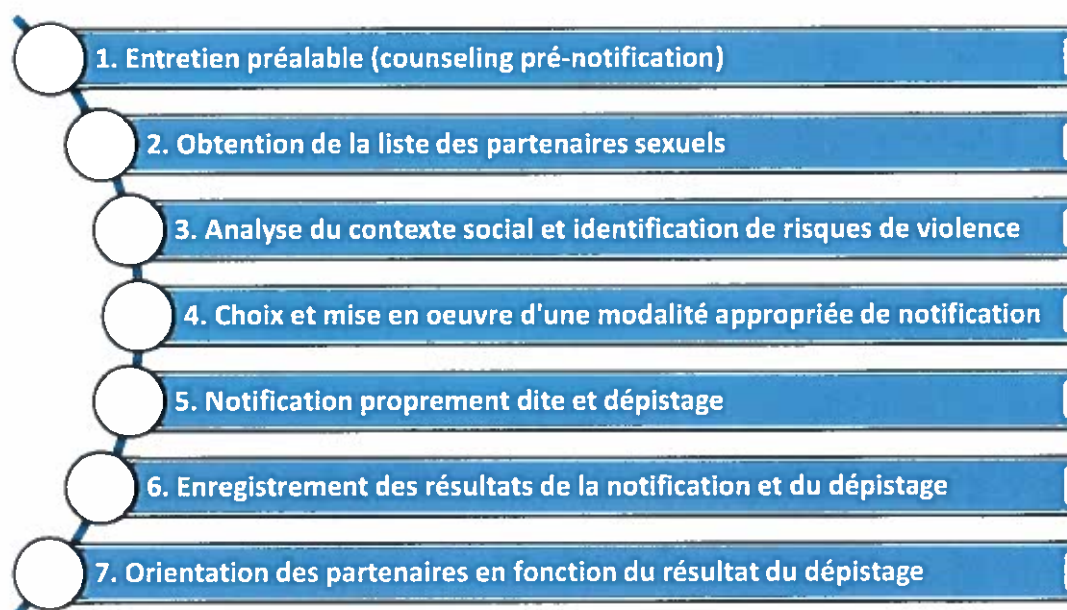 1. Entretien préalable (counseling pré-notification)
2. Obtention de la liste des partenaires sexuels
3. Analyse du contexte social et identification de risques de violence
4. Choix et mise en oeuvre d'une modalité appropriée de notification
5. Notification proprement dite et dépistage
6. Enregistrement des résultats de la notification et du dépistage
7. Orientation des partenaires en fonction du résultat du dépistage